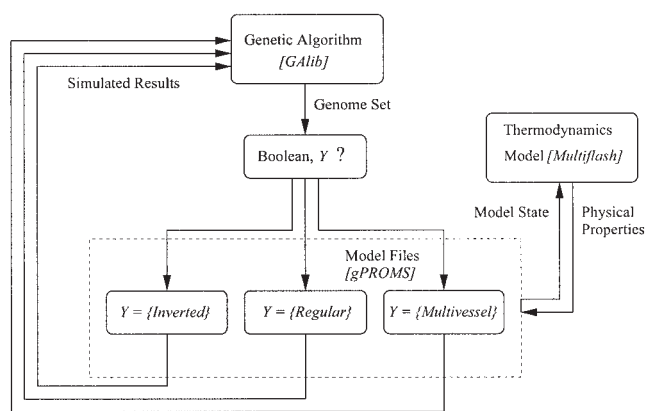 Genetic Algorithm
[GAlib]
Simulated Results
Genome Set
Boolean, Y ?
Thermodynamics
Model [Multiflash]
Model State
Physical
Properties
Model Files
[gPROMS]
Y = {Inverted}
Y = {Regular}
Y = {Multivessel}